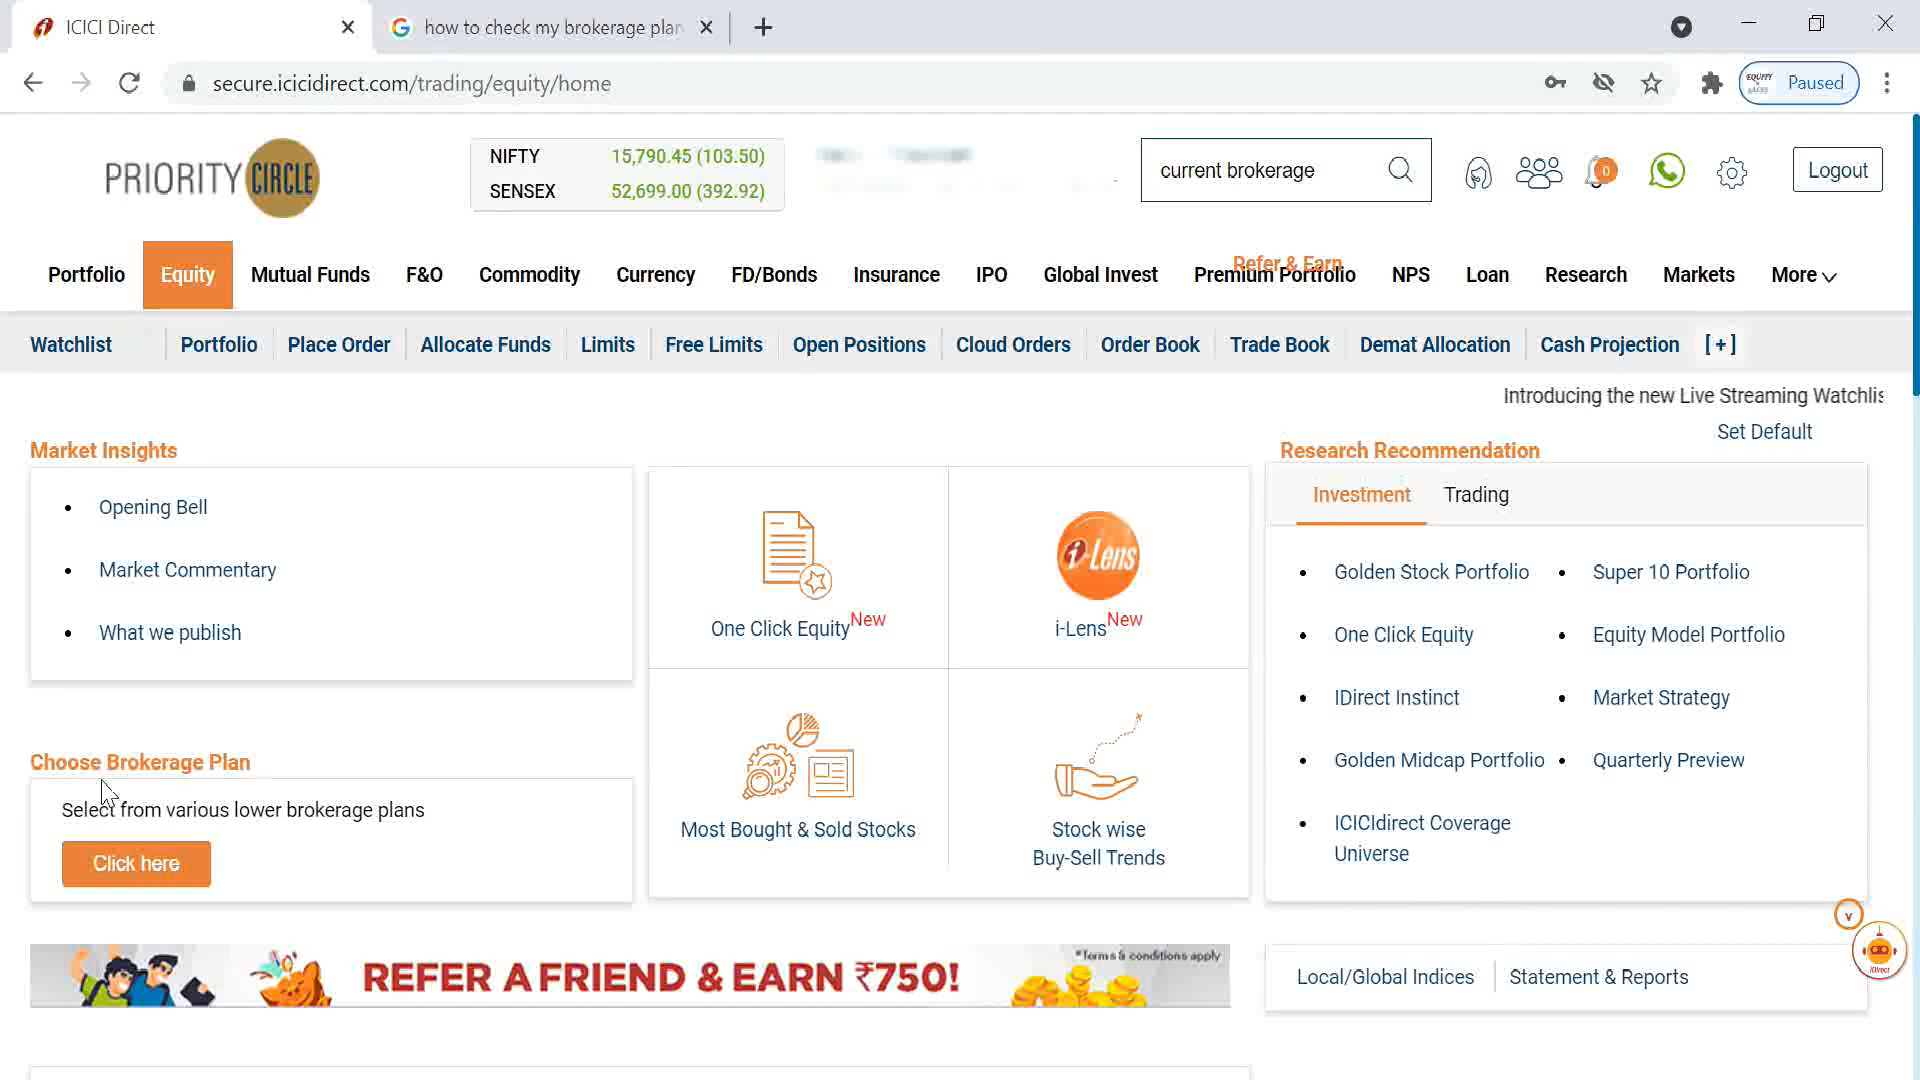 ICICI Direct
how to check my brokerage plan
secure.icicidirect.com/trading/equity/home
Paused
PRIORITY CIRCLE
NIFTY 15,790.45 (103.50)
SENSEX 52,699.00 (392.92)
current brokerage
0
Logout
Refer & Earn
Portfolio Equity Mutual Funds F&O Commodity Currency FD/Bonds Insurance IPO Global Invest Premium Portfolio NPS Loan Research Markets More
Watchlist Portfolio Place Order Allocate Funds Limits Free Limits Open Positions Cloud Orders Order Book Trade Book Demat Allocation Cash Projection [+]
Introducing the new Live Streaming Watchlis
Set Default
Market Insights
Opening Bell
Market Commentary
What we publish
Choose Brokerage Plan
Select from various lower brokerage plans
Click here
One Click Equity New
i-Lens
i-Lens New
Most Bought & Sold Stocks
Stock wise
Buy-Sell Trends
Research Recommendation
Investment Trading
Golden Stock Portfolio Super 10 Portfolio
One Click Equity Equity Model Portfolio
IDirect Instinct Market Strategy
Golden Midcap Portfolio Quarterly Preview
ICICIdirect Coverage
Universe
REFER A FRIEND & EARN ₹750!
*Terms & conditions apply
Local/Global Indices Statement & Reports
iDirect